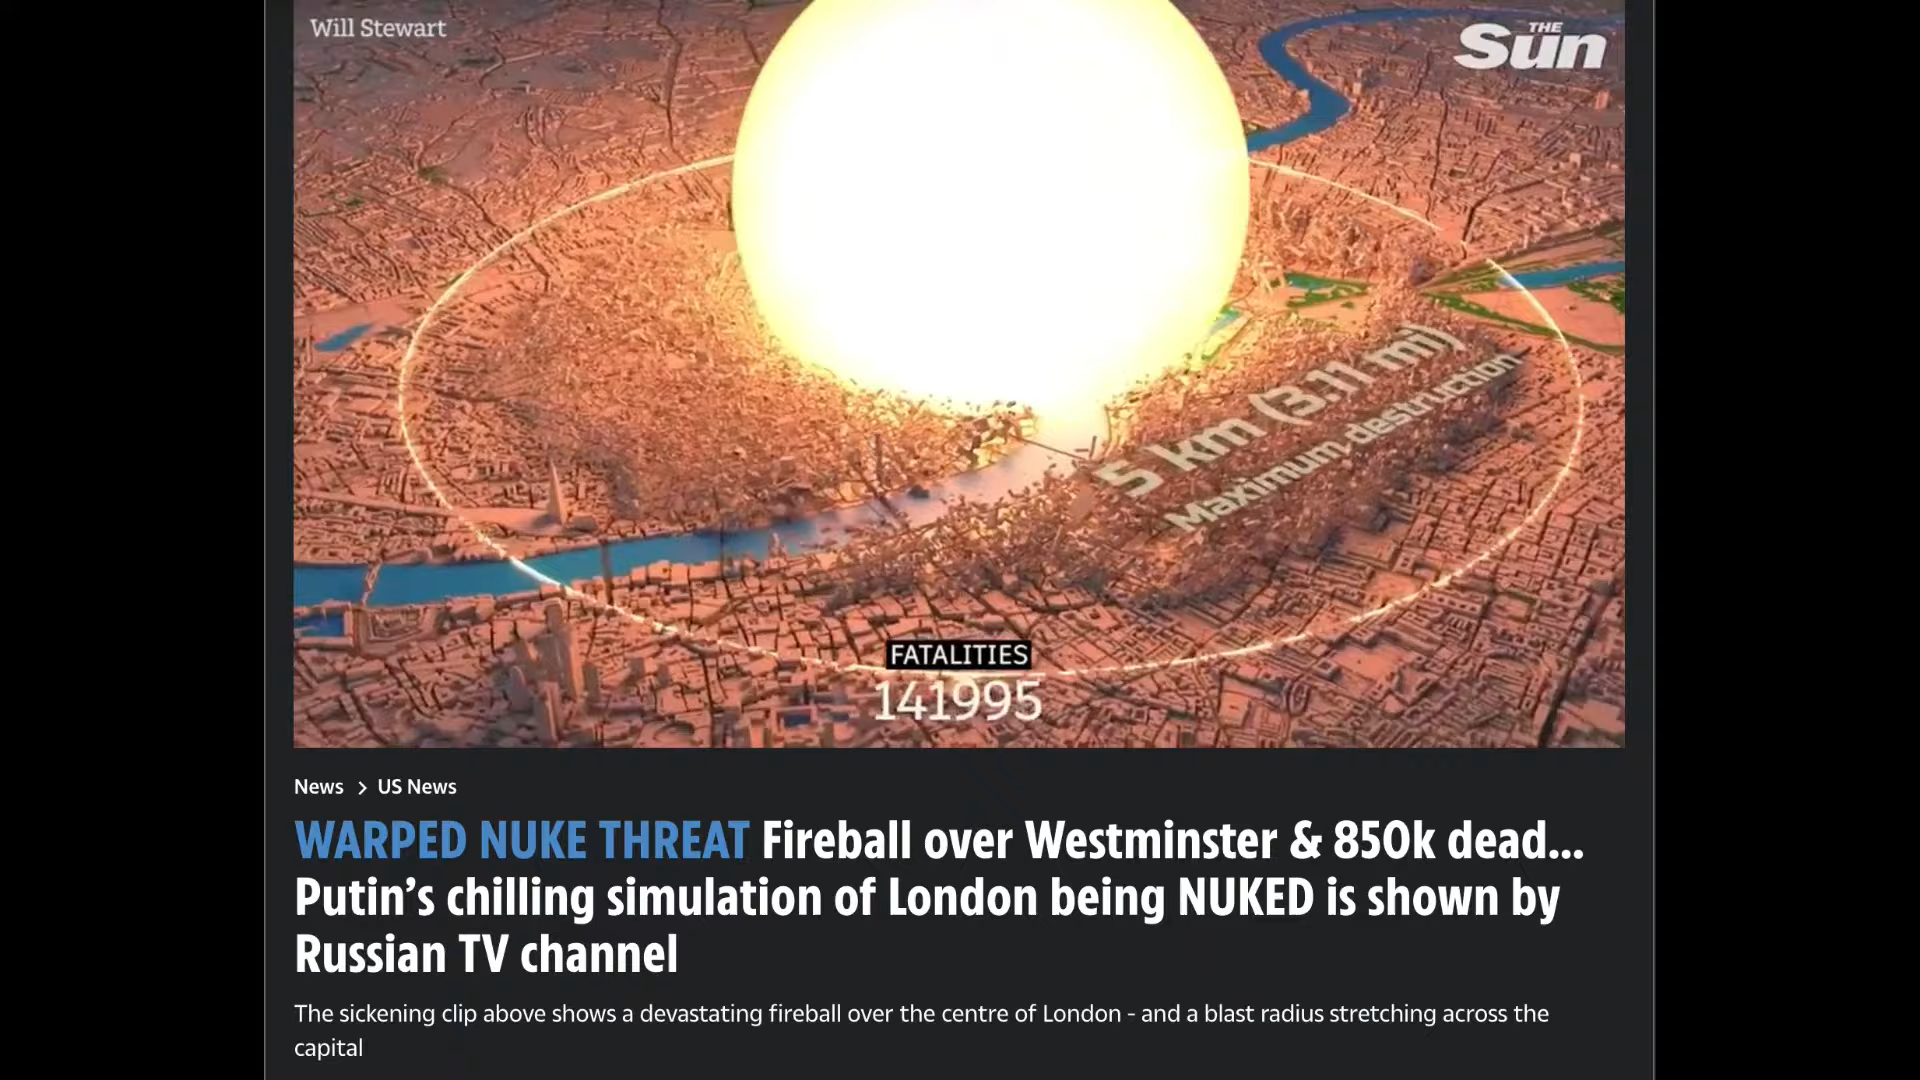 Will Stewart
THE
Sun
5 km (3.11 mi)
Maximum destruction
FATALITIES
141995
News > US News
WARPED NUKE THREAT Fireball over Westminster & 850k dead...
Putin’s chilling simulation of London being NUKED is shown by
Russian TV channel
The sickening clip above shows a devastating fireball over the centre of London - and a blast radius stretching across the
capital